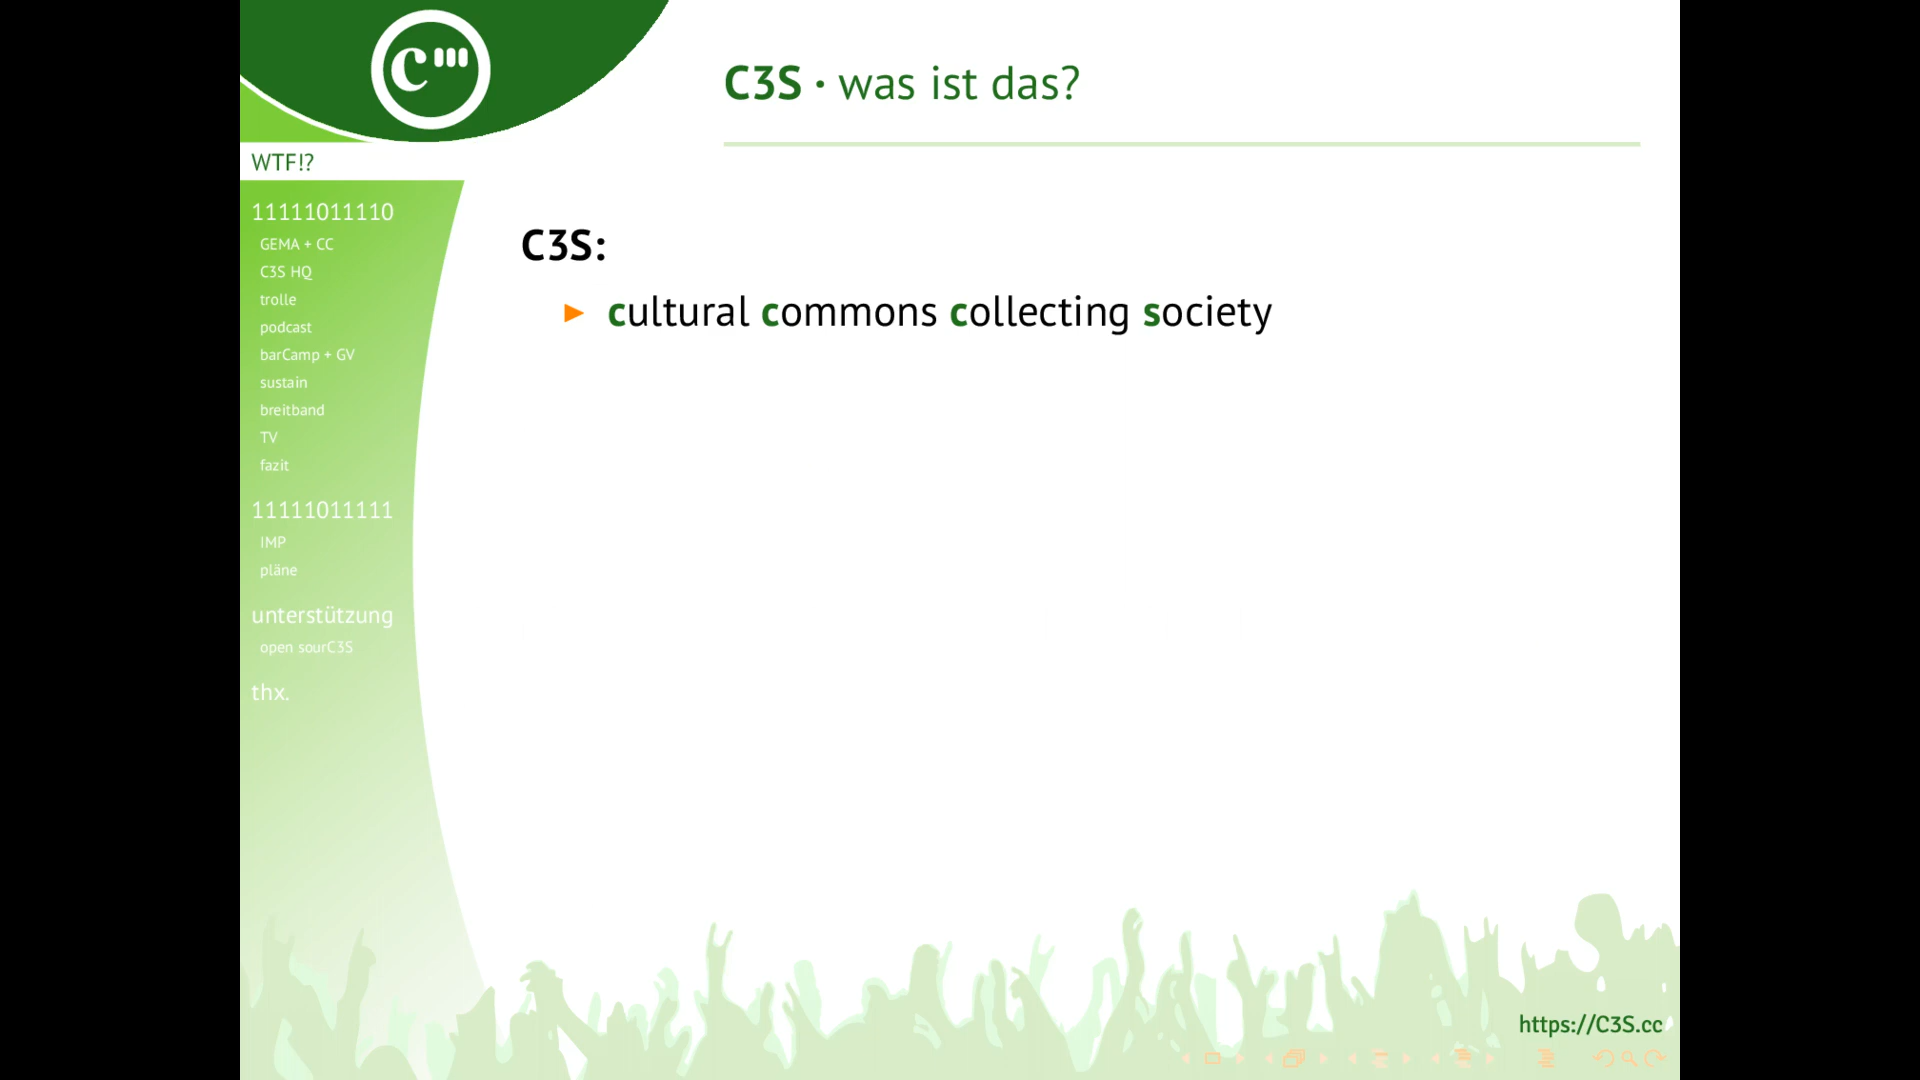 C3S · was ist das?
WTF!?
11111011110
GEMA + CC
C3S HQ
trolle
podcast
barCamp + GV
sustain
breitband
TV
fazit
11111011111
IMP
pläne
unterstützung
open sourC3S
thx.
C3S:
cultural commons collecting society
https://C3S.cc